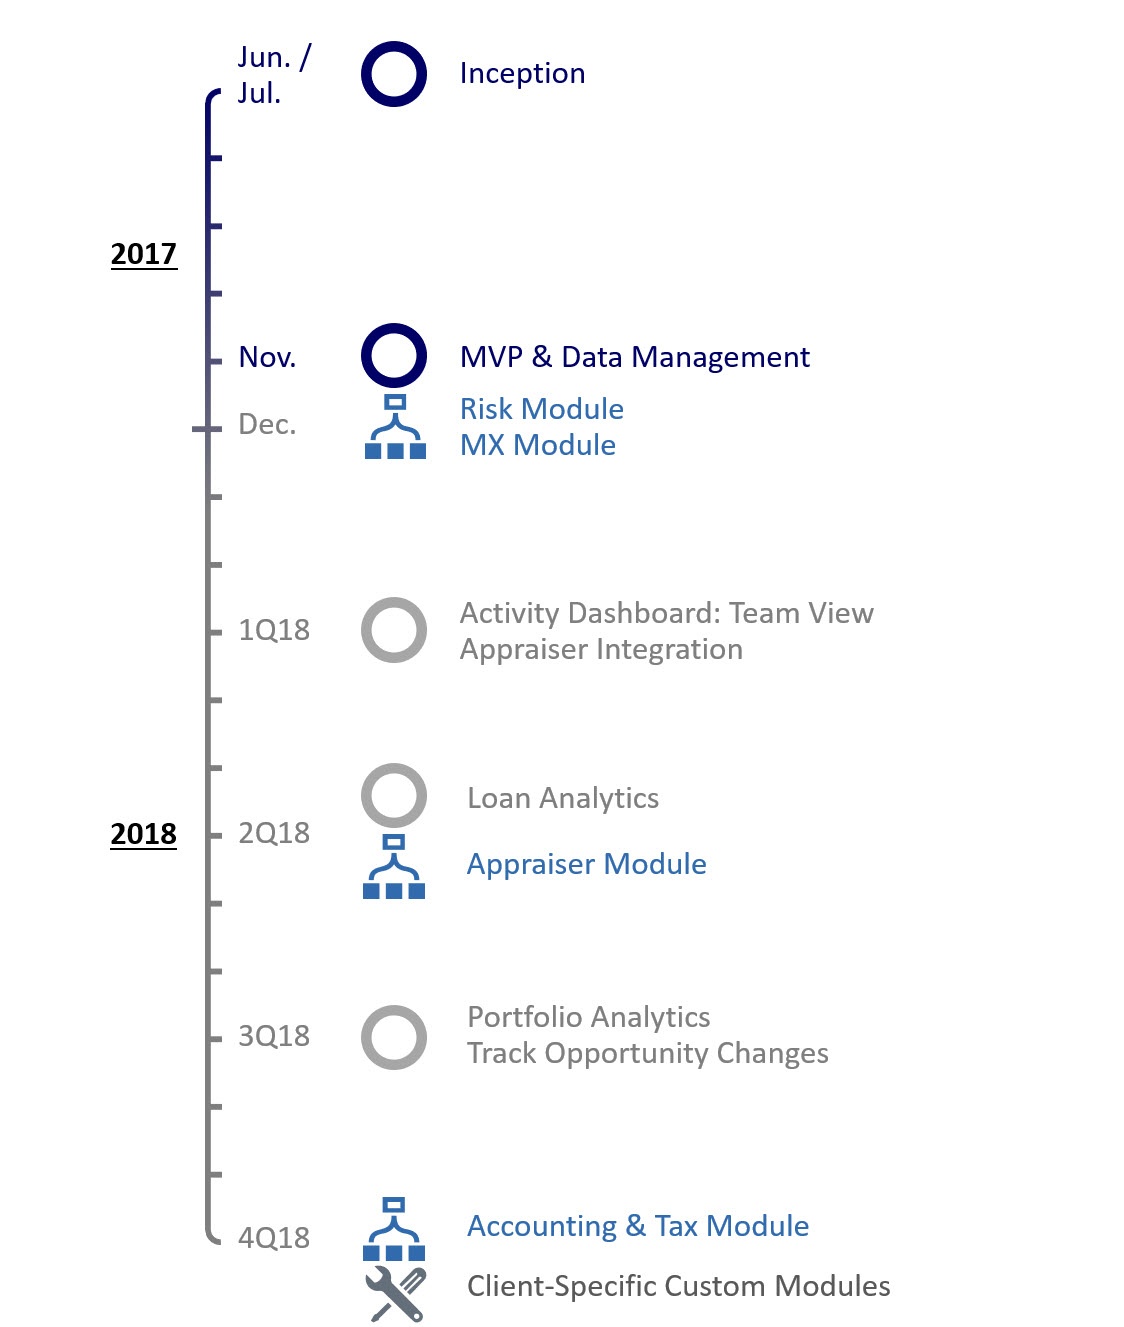 Jun. /
Jul.
Inception
2017
Nov.
MVP & Data Management
Dec.
Risk Module
MX Module
1Q18
Activity Dashboard: Team View
Appraiser Integration
Loan Analytics
2018
2Q18
Appraiser Module
3Q18
Portfolio Analytics
Track Opportunity Changes
4Q18
Accounting & Tax Module
Client-Specific Custom Modules